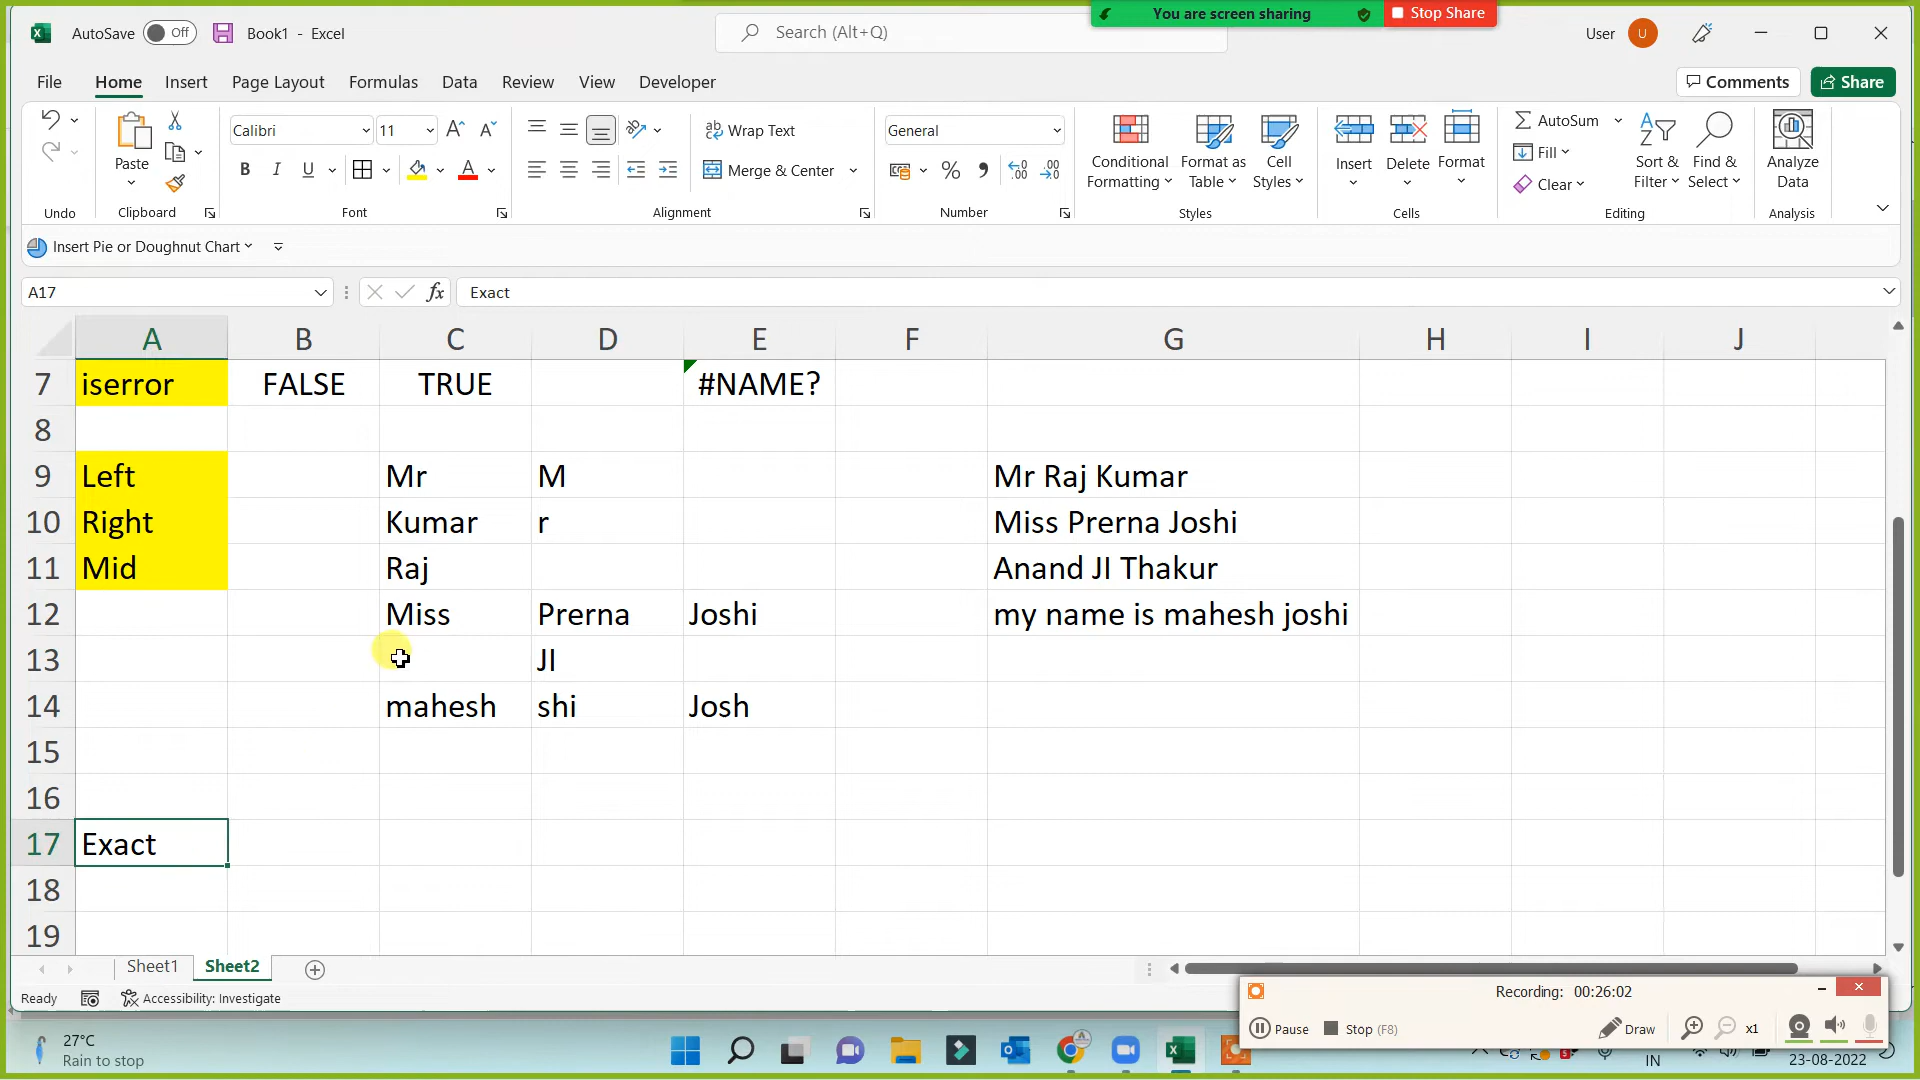 You are screen sharing Stop Share
AutoSave Off Book1 - Excel Search (Alt+Q) User U
File Home Insert Page Layout Formulas Data Review View Developer Comments Share
Calibri 11 Wrap Text General AutoSum
Paste B I U Merge & Center Conditional Formatting Format as Table Cell Styles Insert Delete Format Fill Clear Sort & Filter Find & Select Analyze Data
Undo Clipboard Font Alignment Number Styles Cells Editing Analysis
Insert Pie or Doughnut Chart
A17 fx Exact
A B C D E F G H I J
7 iserror FALSE TRUE #NAME?
8
9 Left Mr M Mr Raj Kumar
10 Right Kumar r Miss Prerna Joshi
11 Mid Raj Anand JI Thakur
12 Miss Prerna Joshi my name is mahesh joshi
13 JI
14 mahesh shi Josh
15
16
17 Exact
18
19
Sheet1 Sheet2
Ready Accessibility: Investigate
Recording: 00:26:02
Pause Stop (F8) Draw x1
27°C
Rain to stop
IN
23-08-2022